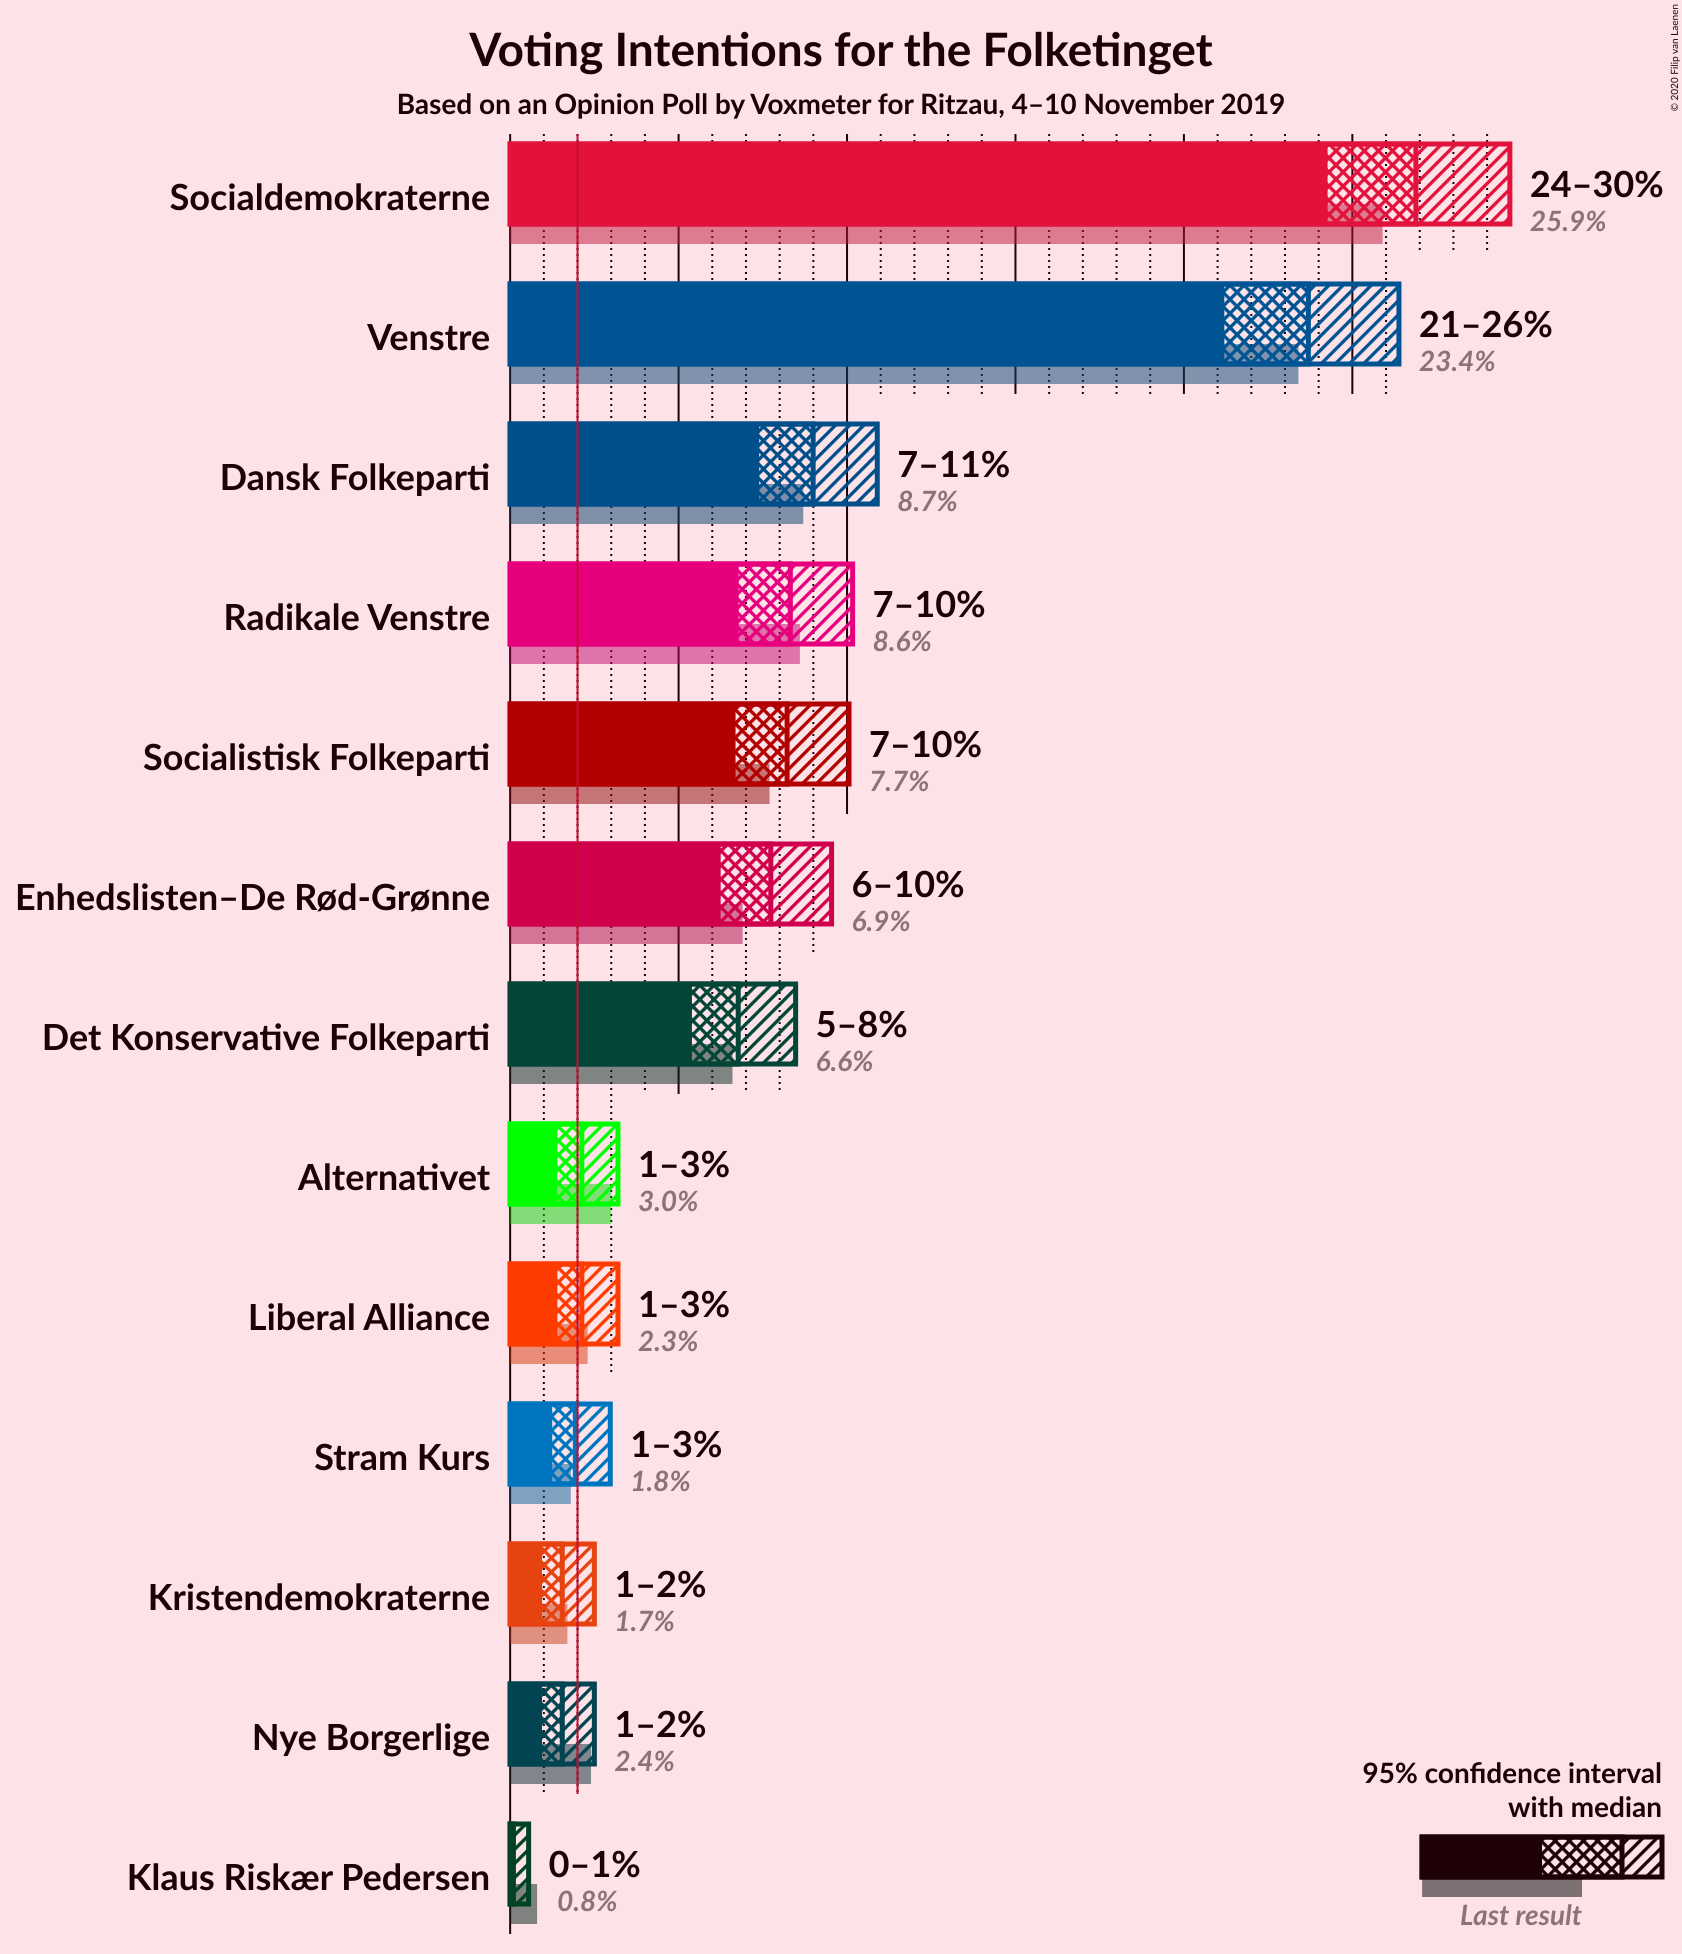 Voting Intentions for the Folketinget
Based on an Opinion Poll by Voxmeter for Ritzau, 4–10 November 2019
© 2020 Filip van Laenen
Socialdemokraterne
24–30%
25.9%
Venstre
21–26%
23.4%
Dansk Folkeparti
7–11%
8.7%
Radikale Venstre
7–10%
8.6%
Socialistisk Folkeparti
7–10%
7.7%
Enhedslisten–De Rød-Grønne
6–10%
6.9%
Det Konservative Folkeparti
5–8%
6.6%
Alternativet
1–3%
3.0%
Liberal Alliance
1–3%
2.3%
Stram Kurs
1–3%
1.8%
Kristendemokraterne
1–2%
1.7%
Nye Borgerlige
1–2%
2.4%
Klaus Riskær Pedersen
0–1%
0.8%
95% confidence interval
with median
Last result